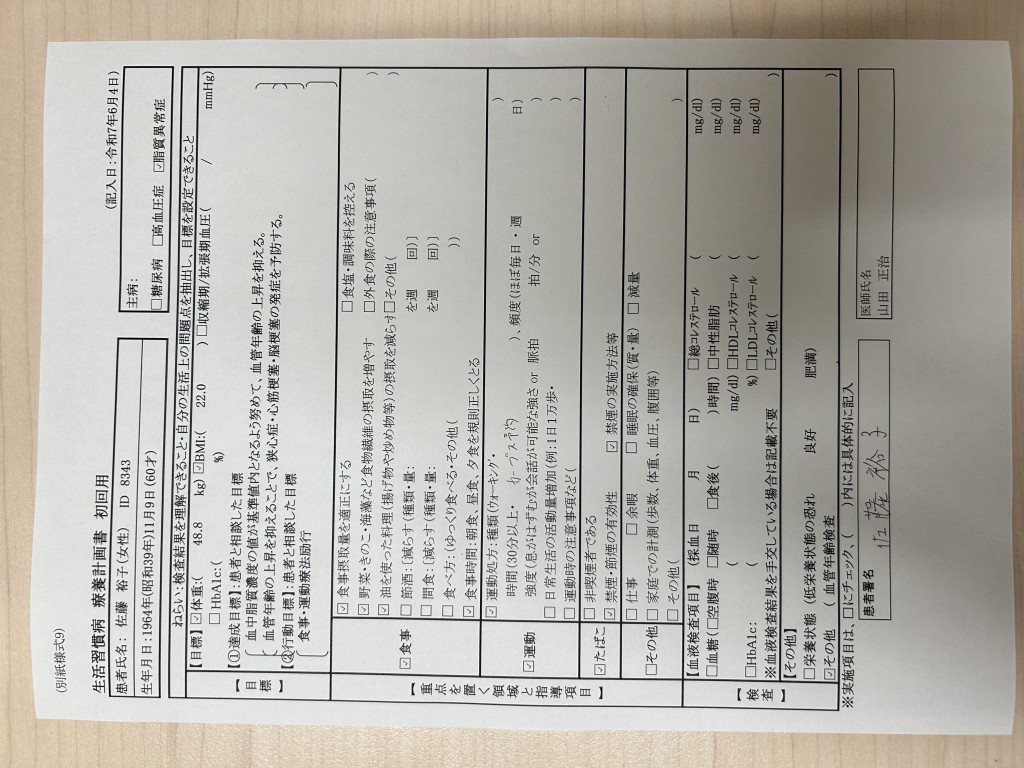 (別紙様式9)
(記入日:令和7年6月4日)
生活習慣病 療養計画書 初回用
患者氏名: 佐藤 裕子(女性) ID 8343
生年月日:1964年(昭和39年)11月9日(60才)
主病:
□糖尿病 □高血圧症 ☑脂質異常症
ねらい:検査結果を理解できること・自分の生活上の問題点を抽出し、目標を設定できること
【目標】
【目標】☑体重:( 48.8 kg) ☑BMI:( 22.0 ) □収縮期/拡張期血圧( / mmHg)
□HbA1c:( %)
【①達成目標】:患者と相談した目標
血中脂質濃度の値が基準値内となるよう努めて、血管年齢の上昇を抑える。
血管年齢の上昇を抑えることで、狭心症、心筋梗塞・脳梗塞の発症を予防する。
【②行動目標】:患者と相談した目標
食事・運動療法励行
【重点を置く領域と指導項目】
☑食事
☑食事摂取量を適正にする □食塩・調味料を控える
☑野菜・きのこ・海藻など食物繊維の摂取を増やす □外食の際の注意事項( )
☑油を使った料理(揚げ物や炒め物等)の摂取を減らす□その他( )
□節酒:[減らす(種類・量: を週 回)]
□間食:[減らす(種類・量: を週 回)]
□食べ方:(ゆっくり食べる・その他( ))
☑食事時間:朝食、昼食、夕食を規則正しくとる
☑運動
☑運動処方:種類(ウォーキング・ )
時間(30分以上・ )、頻度(ほぼ毎日・週 日)
強度(息がはずむが会話が可能な強さ or 脈拍 拍/分 or )
□日常生活の活動量増加(例:1日1万歩・ )
□運動時の注意事項など( )
☑たばこ
□非喫煙者である
☑禁煙・節煙の有効性 ☑禁煙の実施方法等
□その他
□仕事 □余暇 □睡眠の確保(質・量) □減量
□家庭での計測(歩数、体重、血圧、腹囲等)
□その他( )
【検査】
【血液検査項目】(採血日 月 日) □総コレステロール ( mg/dl)
□血糖(□空腹時 □随時 □食後( )時間) □中性脂肪 ( mg/dl)
( mg/dl) □HDLコレステロール ( mg/dl)
□HbA1c: ( %) □LDLコレステロール ( mg/dl)
※血液検査結果を手交している場合は記載不要 □その他( )
【その他】
□栄養状態 (低栄養状態の恐れ 良好 肥満)
☑その他 ( 血管年齢検査 )
※実施項目は、□にチェック、( )内には具体的に記入
患者署名
佐藤 裕子
医師氏名
山田 正治